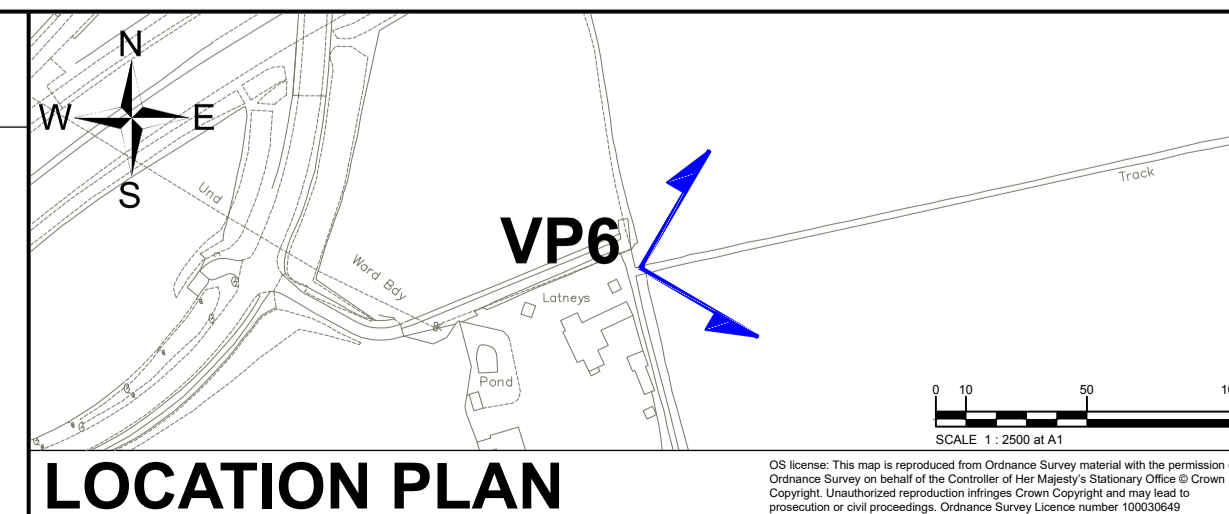 N
W E
S
Und
Ward Bdy
VP6
Latneys
Pond
Track
0 10 50
SCALE 1 : 2500 at A1
LOCATION PLAN
OS license: This map is reproduced from Ordnance Survey material with the permission
Ordnance Survey on behalf of the Controller of Her Majesty's Stationary Office © Crown
Copyright. Unauthorized reproduction infringes Crown Copyright and may lead to
prosecution or civil proceedings. Ordnance Survey Licence number 100030649